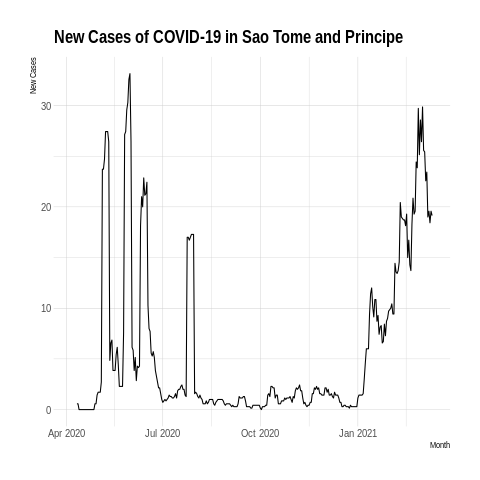 New Cases of COVID-19 in Sao Tome and Principe
New Cases
30
20
10
0
Apr 2020
Jul 2020
Oct 2020
Jan 2021
Month